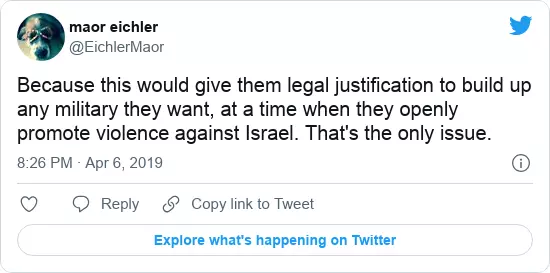 maor eichler
@EichlerMaor
Because this would give them legal justification to build up
any military they want, at a time when they openly
promote violence against Israel. That's the only issue.
8:26 PM · Apr 6, 2019
Reply
Copy link to Tweet
Explore what's happening on Twitter